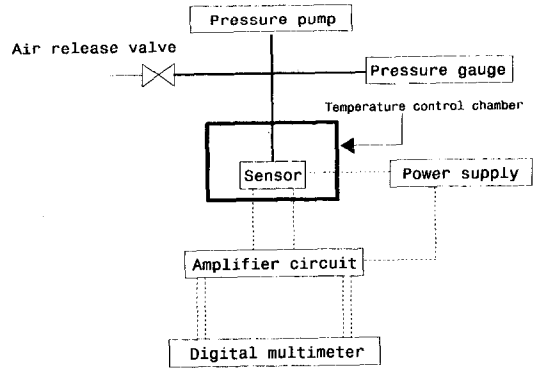 Pressure pump
Air release valve
Pressure gauge
Temperature control chamber
Sensor
Power supply
Amplifier circuit
Digital multimeter